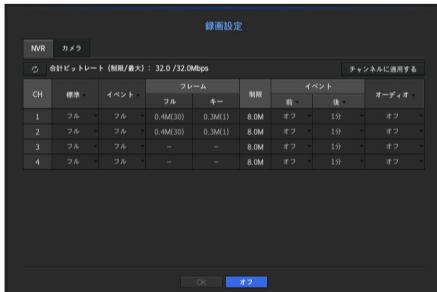 録画設定
NVR カメラ
合計ビットレート (制限/最大) : 32.0 /32.0Mbps チャンネルに適用する
CH 標準 イベント フレーム 制限 イベント オーディオ
フル キー 前 後
1 フル フル 0.4M(30) 0.3M(1) 8.0M オフ 1分 オフ
2 フル フル 0.4M(30) 0.3M(1) 8.0M オフ 1分 オフ
3 フル フル - - 8.0M オフ 1分 オフ
4 フル フル - - 8.0M オフ 1分 オフ
OK オフ